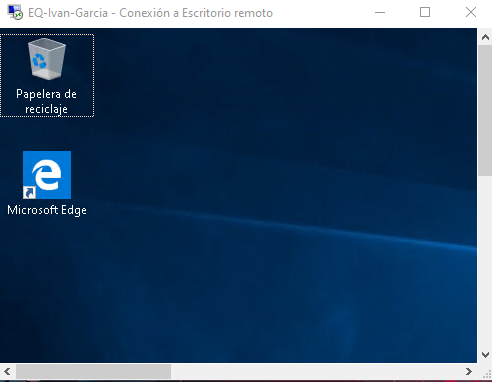 EQ-Ivan-Garcia - Conexión a Escritorio remoto
Papelera de
reciclaje
Microsoft Edge